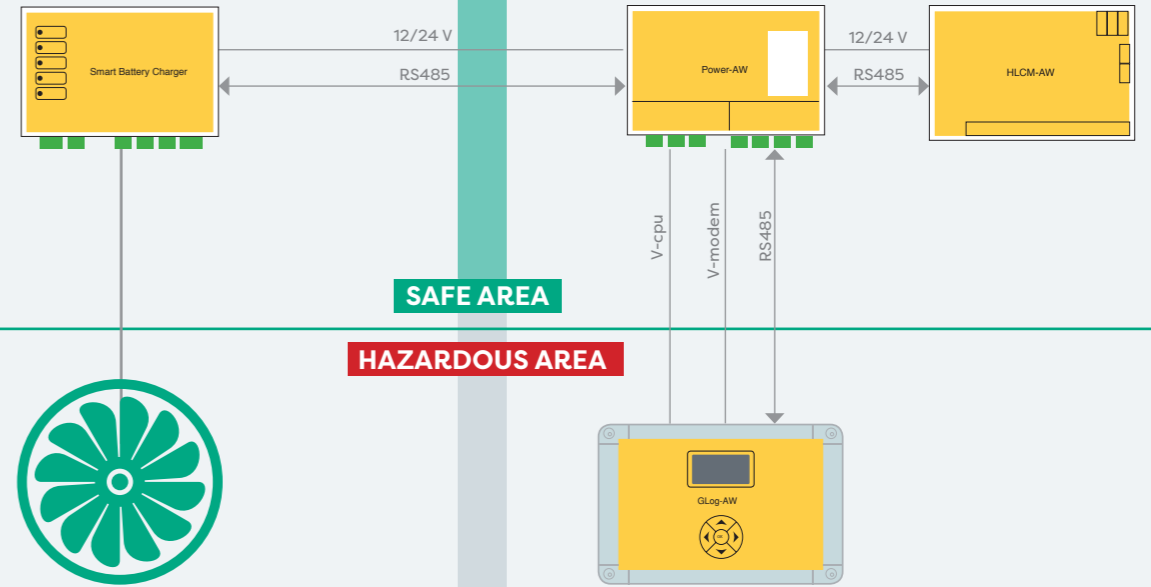 12/24 V
12/24 V
Smart Battery Charger
RS485
Power-AW
RS485
HLCM-AW
V-cpu
V-modem
RS485
SAFE AREA
HAZARDOUS AREA
GLog-AW
OK